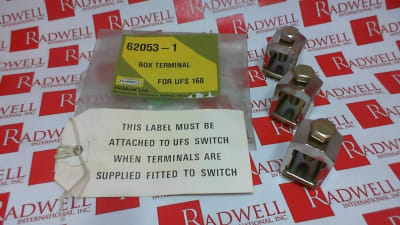 62053-1
BOX TERMINAL
FOR UFS 160
THIS LABEL MUST BE
ATTACHED TO UFS SWITCH
WHEN TERMINALS ARE
SUPPLIED FITTED TO SWITCH
RADWELL
INTERNATIONAL, INC.